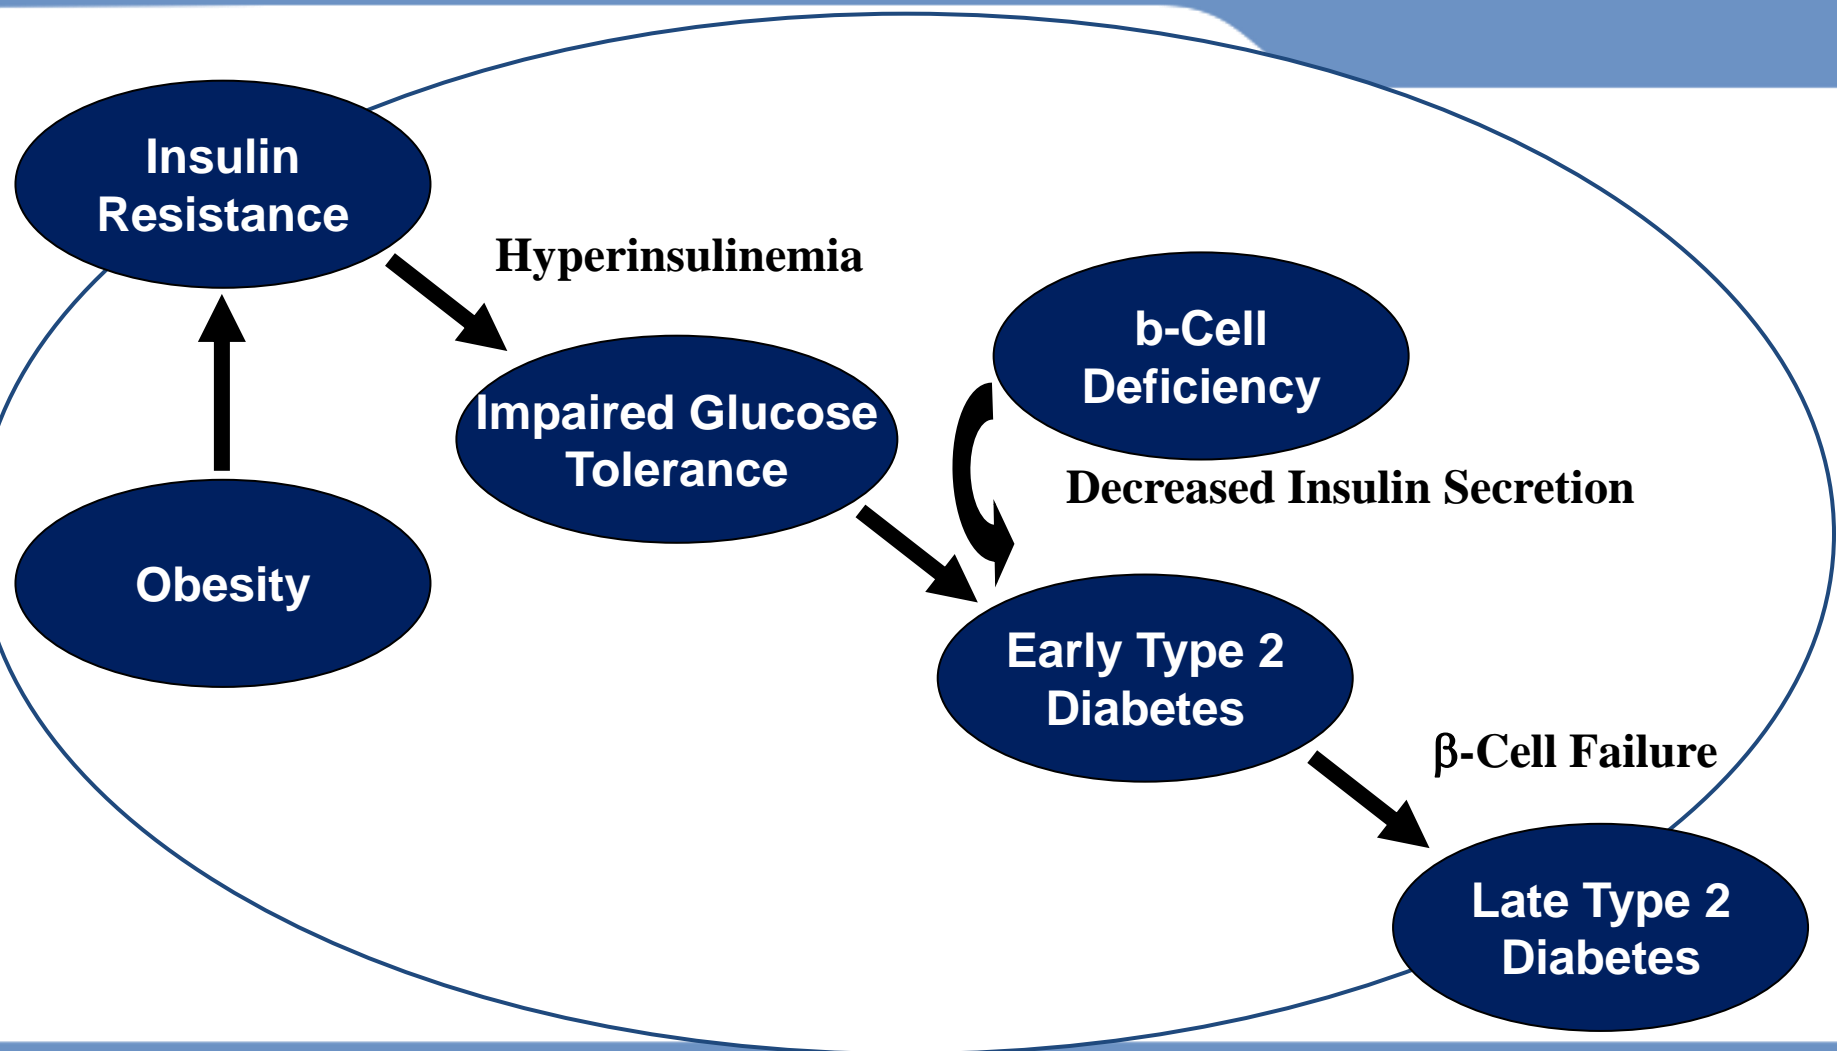 Insulin
Resistance
Hyperinsulinemia
b-Cell
Deficiency
Impaired Glucose
Tolerance
Decreased Insulin Secretion
Obesity
Early Type 2
Diabetes
β-Cell Failure
Late Type 2
Diabetes